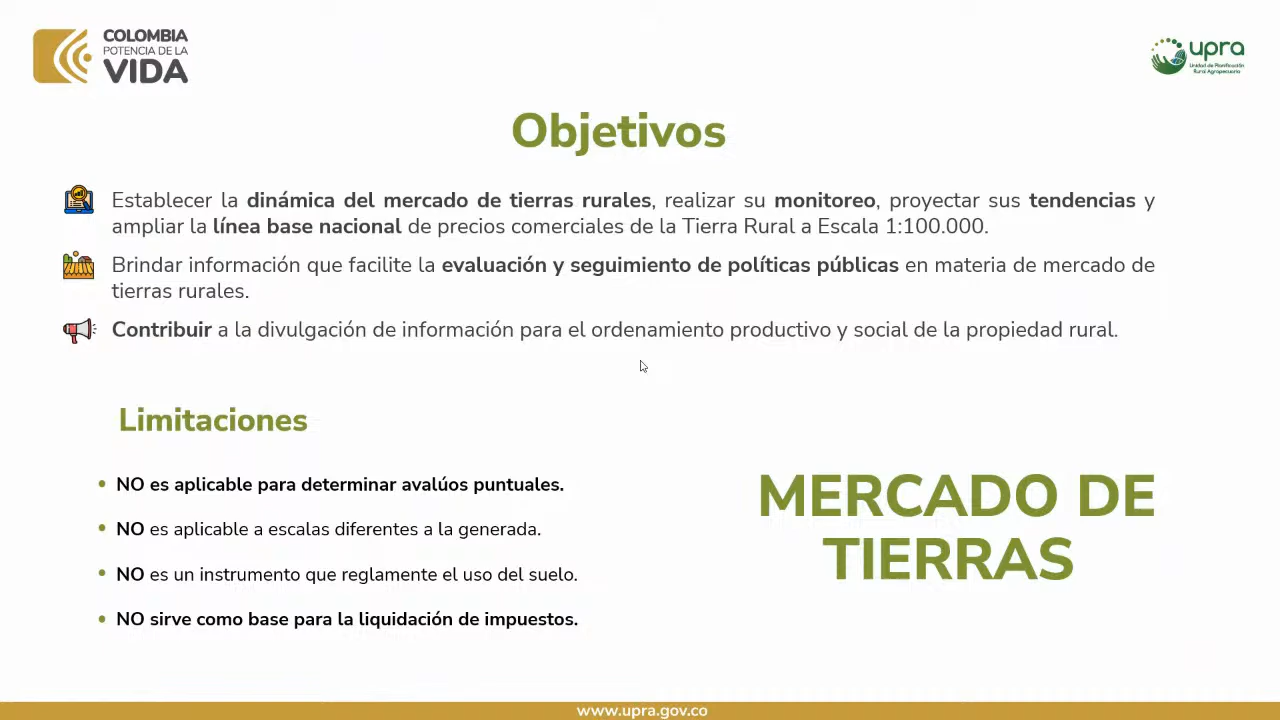 COLOMBIA
POTENCIA DE LA
VIDA
upra
Unidad de Planificación
Rural Agropecuaria
Objetivos
Establecer la dinámica del mercado de tierras rurales, realizar su monitoreo, proyectar sus tendencias y
ampliar la línea base nacional de precios comerciales de la Tierra Rural a Escala 1:100.000.
Brindar información que facilite la evaluación y seguimiento de políticas públicas en materia de mercado de
tierras rurales.
Contribuir a la divulgación de información para el ordenamiento productivo y social de la propiedad rural.
Limitaciones
• NO es aplicable para determinar avalúos puntuales.
• NO es aplicable a escalas diferentes a la generada.
• NO es un instrumento que reglamente el uso del suelo.
• NO sirve como base para la liquidación de impuestos.
MERCADO DE
TIERRAS
www.upra.gov.co